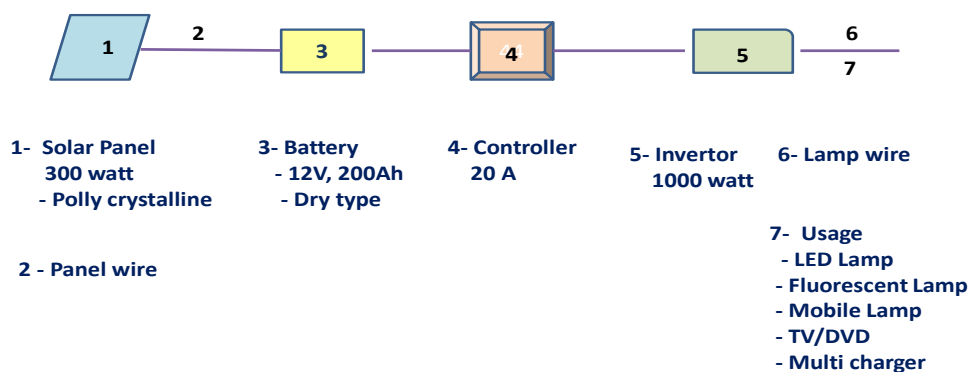 1
2
3
4
5
6
7
1- Solar Panel
300 watt
- Polly crystalline
2 - Panel wire
3- Battery
- 12V, 200Ah
- Dry type
4- Controller
20 A
5- Invertor
1000 watt
6- Lamp wire
7- Usage
- LED Lamp
- Fluorescent Lamp
- Mobile Lamp
- TV/DVD
- Multi charger